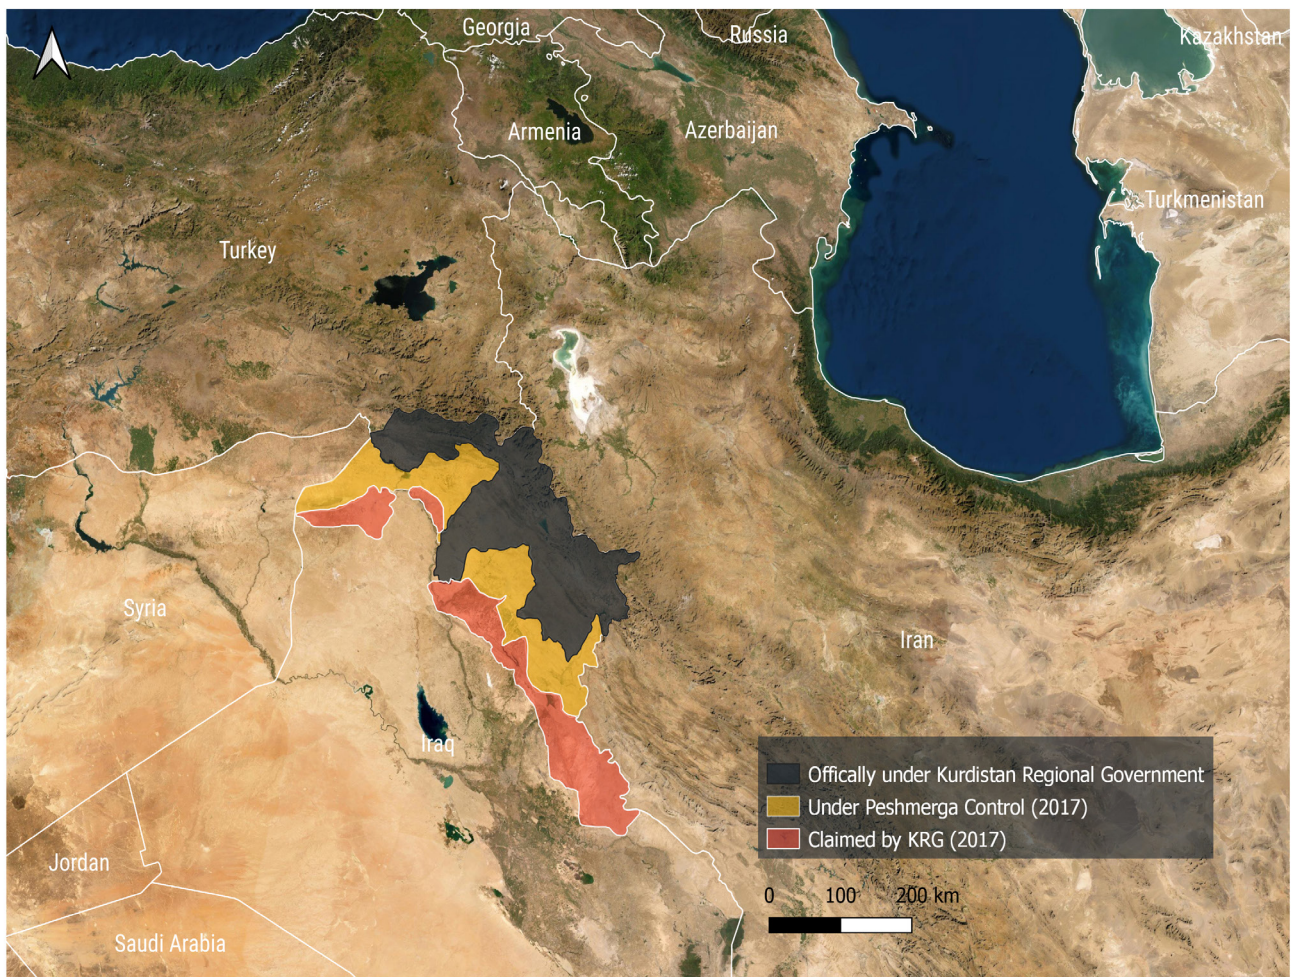 Georgia
Russia
Kazakhstan
Armenia
Azerbaijan
Turkmenistan
Turkey
Syria
Iran
Iraq
Offically under Kurdistan Regional Government
Under Peshmerga Control (2017)
Claimed by KRG (2017)
Jordan
0 100 200 km
Saudi Arabia